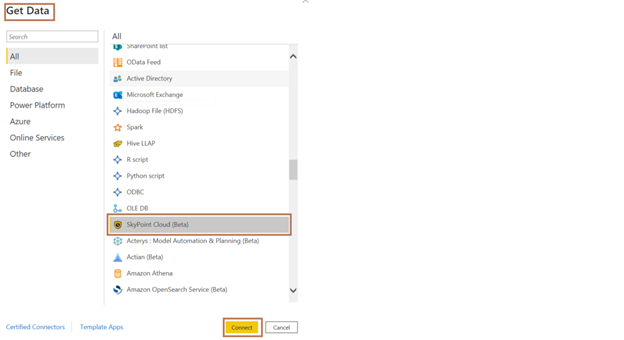 Get Data
Search
All
File
Database
Power Platform
Azure
Online Services
Other
All
SharePoint list
OData Feed
Active Directory
Microsoft Exchange
Hadoop File (HDFS)
Spark
Hive LLAP
R script
Python script
ODBC
OLE DB
SkyPoint Cloud (Beta)
Acterys : Model Automation & Planning (Beta)
Actian (Beta)
Amazon Athena
Amazon OpenSearch Service (Beta)
Certified Connectors
Template Apps
Connect
Cancel